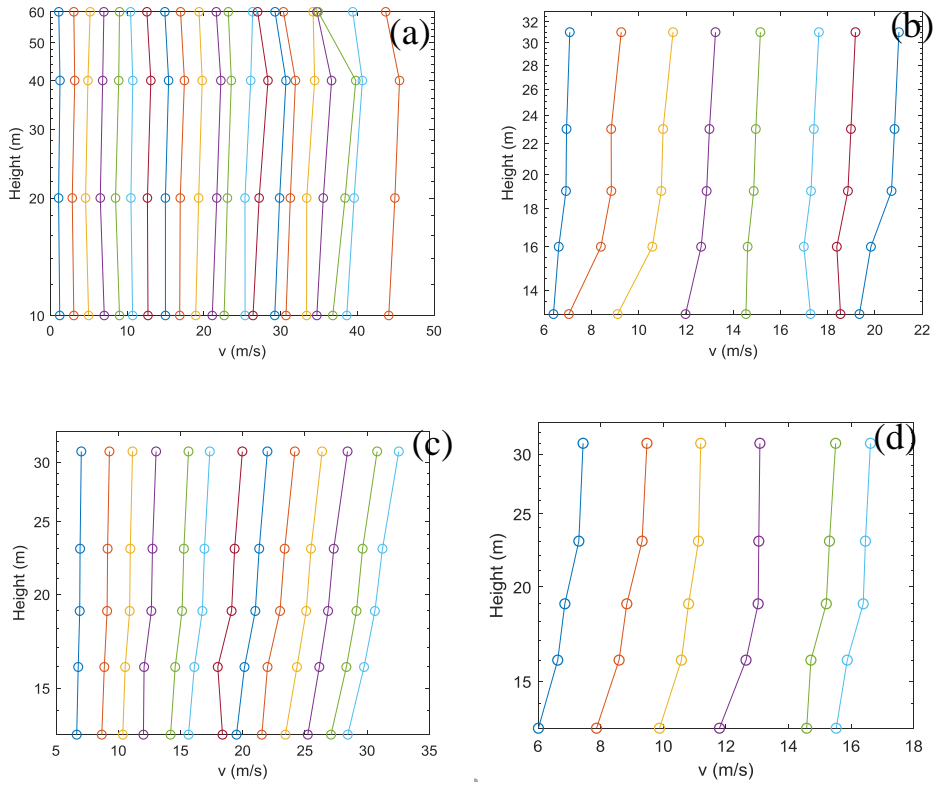 (a)
60
50
40
30
20
10
Height (m)
0 10 20 30 40 50
v (m/s)
(b)
32
30
28
26
24
22
20
18
16
14
Height (m)
6 8 10 12 14 16 18 20 22
v (m/s)
(c)
30
25
20
15
Height (m)
5 10 15 20 25 30 35
v (m/s)
(d)
30
25
20
15
Height (m)
6 8 10 12 14 16 18
v (m/s)